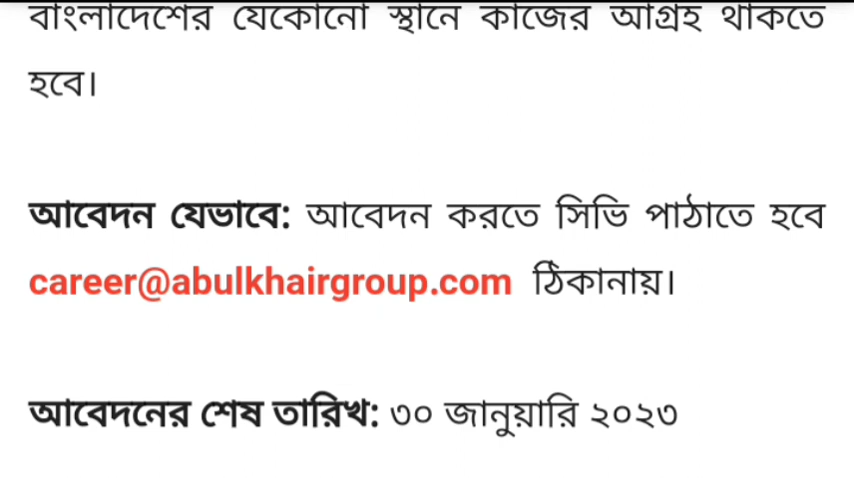 বাংলাদেশের যেকোনো স্থানে কাজের আগ্রহ থাকতে
হবে।
আবেদন যেভাবে: আবেদন করতে সিভি পাঠাতে হবে
career@abulkhairgroup.com ঠিকানায়।
আবেদনের শেষ তারিখ: ৩০ জানুয়ারি ২০২৩